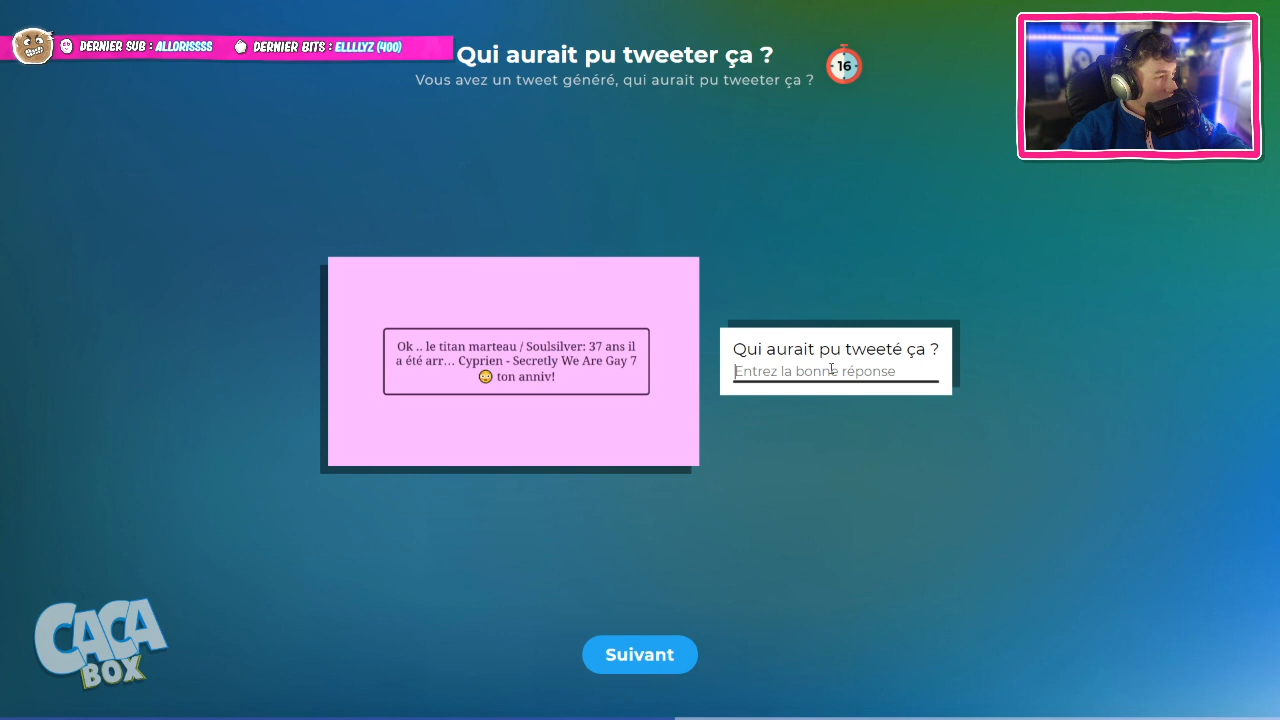 DERNIER SUB : ALLORISSSS DERNIER BITS : ELLLLYZ (400)
Qui aurait pu tweeter ça ?
16
Vous avez un tweet généré, qui aurait pu tweeter ça ?
Ok .. le titan marteau / Soulsilver: 37 ans il
a été arr… Cyprien - Secretly We Are Gay 7
😳 ton anniv!
Qui aurait pu tweeté ça ?
Entrez la bonne réponse
CACA
BOX
Suivant